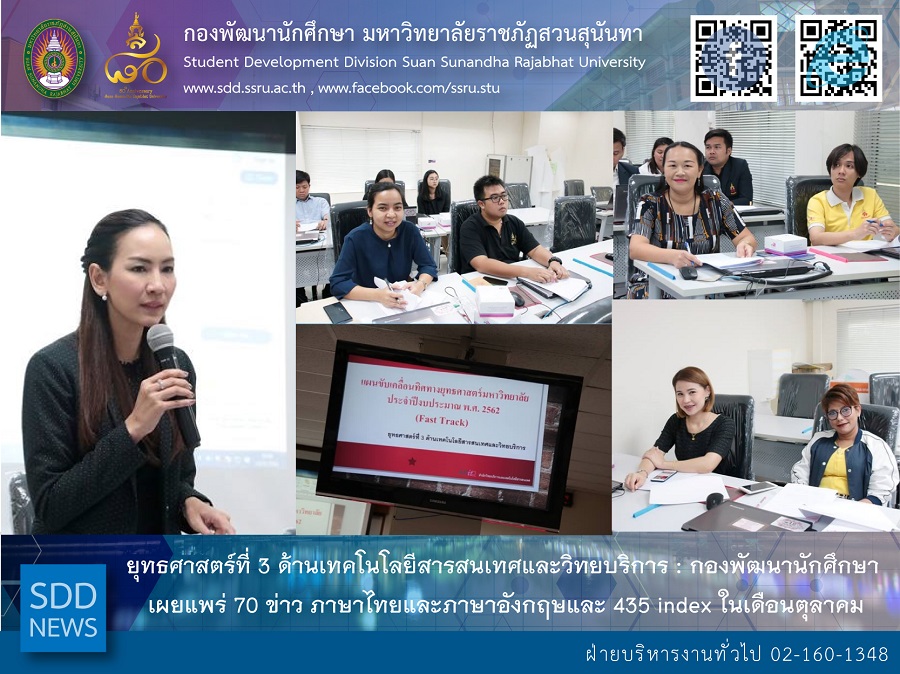 กองพัฒนานักศึกษา มหาวิทยาลัยราชภัฏสวนสุนันทา
Student Development Division Suan Sunandha Rajabhat University
www.sdd.ssru.ac.th , www.facebook.com/ssru.stu
แผนขับเคลื่อนทิศทางยุทธศาสตร์มหาวิทยาลัย
ประจำปีงบประมาณ พ.ศ. 2562
(Fast Track)
ยุทธศาสตร์ที่ 3 ด้านเทคโนโลยีสารสนเทศและวิทยบริการ
SAMSUNG
SDD
NEWS
ยุทธศาสตร์ที่ 3 ด้านเทคโนโลยีสารสนเทศและวิทยบริการ : กองพัฒนานักศึกษา
เผยแพร่ 70 ข่าว ภาษาไทยและภาษาอังกฤษและ 435 index ในเดือนตุลาคม
ฝ่ายบริหารงานทั่วไป 02-160-1348